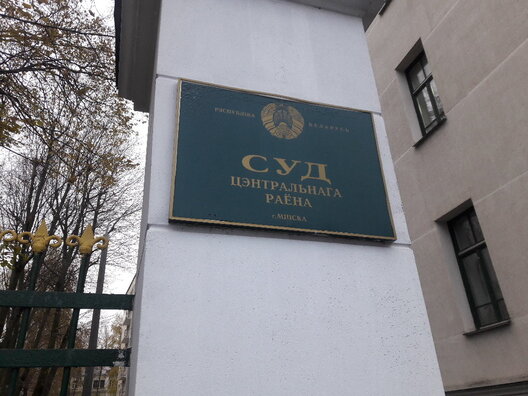 РЭСПУБЛІКА БЕЛАРУСЬ
СУД
ЦЭНТРАЛЬНАГА
РАЁНА
г.МІНСКА